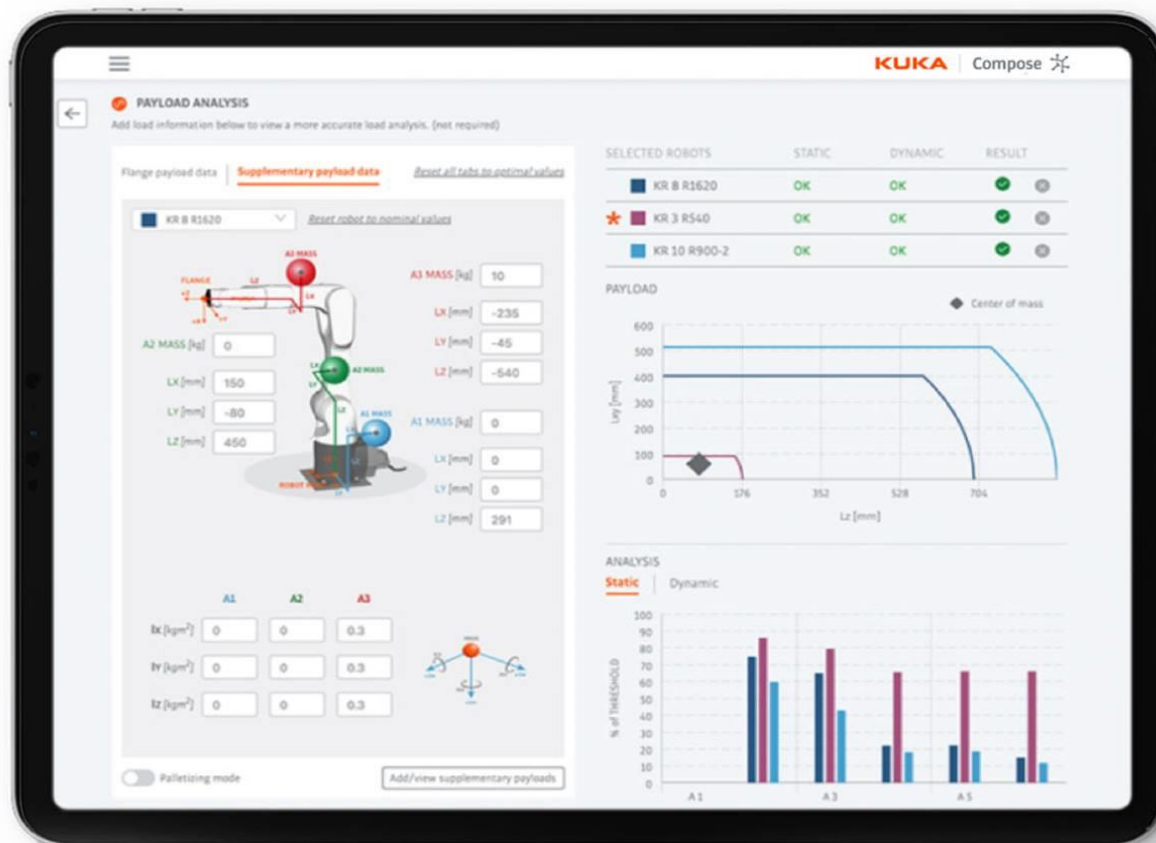 KUKA | Compose
PAYLOAD ANALYSIS
Add load information below to view a more accurate load analysis. (not required)
Flange payload data | Supplementary payload data Reset all tabs to optimal values
KR 8 R1620 Reset robot to nominal values
A3 MASS
FLANGE
LZ
LX
A3 MASS [kg] 10
LX [mm] -235
LY [mm] -45
LZ [mm] -540
A2 MASS [kg] 0
LX [mm] 150
LY [mm] -80
LZ [mm] 450
A2 MASS
A1 MASS
A1 MASS [kg] 0
LX [mm] 0
LY [mm] 0
LZ [mm] 291
A1 A2 A3
Ix [kgm²] 0 0 0.3
Iy [kgm²] 0 0 0.3
Iz [kgm²] 0 0 0.3
Palletizing mode
Add/view supplementary payloads
SELECTED ROBOTS STATIC DYNAMIC RESULT
KR 8 R1620 OK OK
KR 3 R540 OK OK
KR 10 R900-2 OK OK
PAYLOAD
Center of mass
600
500
400
300
200
100
0
Lxy [mm]
0 176 352 528 704
Lz [mm]
ANALYSIS
Static | Dynamic
100
90
80
70
60
50
40
30
20
10
0
% of THRESHOLD
A1 A3 A5